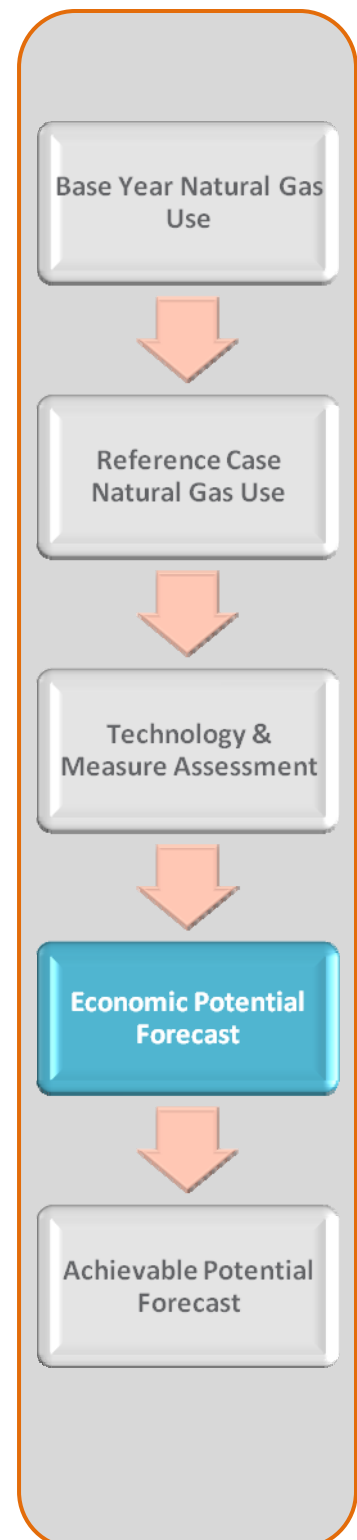 Base Year Natural Gas
Use
Reference Case
Natural Gas Use
Technology &
Measure Assessment
Economic Potential
Forecast
Achievable Potential
Forecast